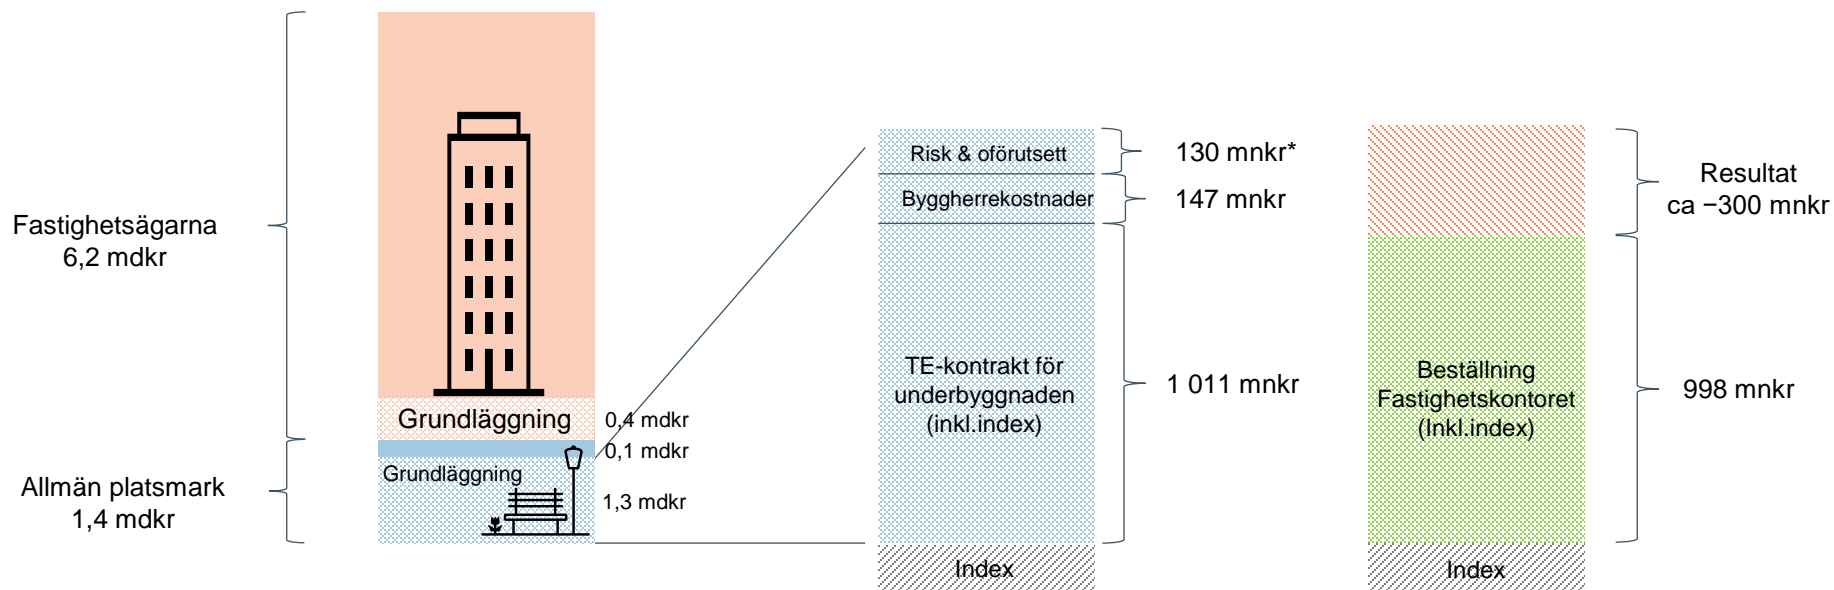 Fastighetsägarna
6,2 mdkr
Allmän platsmark
1,4 mdkr
Grundläggning
0,4 mdkr
0,1 mdkr
Grundläggning
1,3 mdkr
Risk & oförutsett
130 mnkr*
Byggherrekostnader
147 mnkr
TE-kontrakt för
underbyggnaden
(inkl.index)
1 011 mnkr
Index
Resultat
ca −300 mnkr
Beställning
Fastighetskontoret
(Inkl.index)
998 mnkr
Index